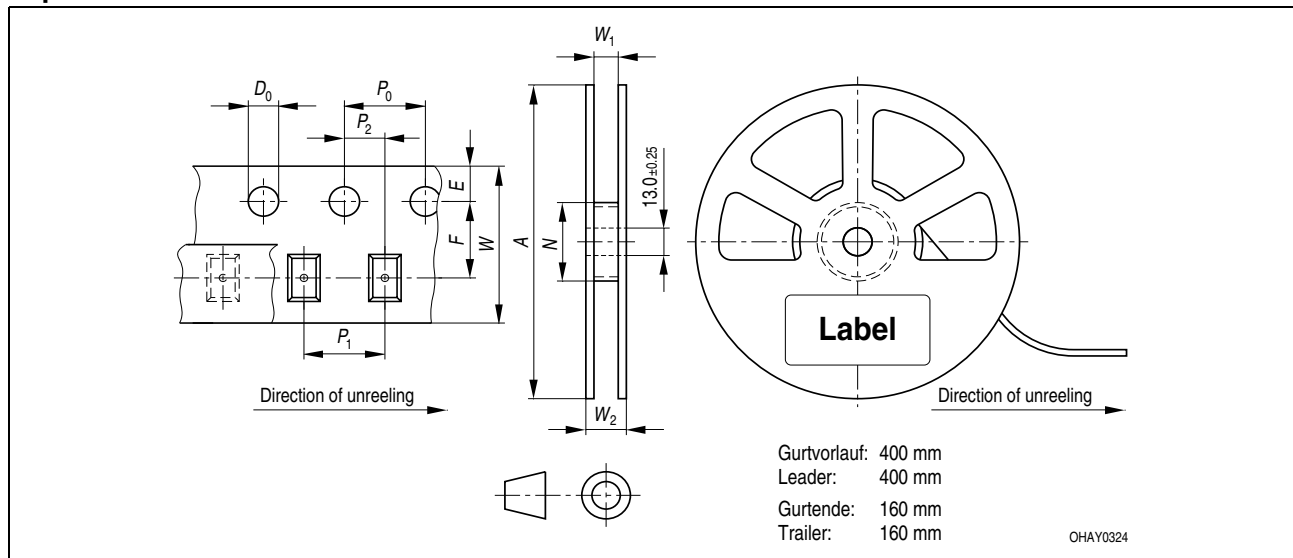 W1
D0
P0
P2
E
F
W
A
N
13.0±0.25
P1
Label
Direction of unreeling
W2
Direction of unreeling
Gurtvorlauf: 400 mm
Leader: 400 mm
Gurtende: 160 mm
Trailer: 160 mm
OHAY0324